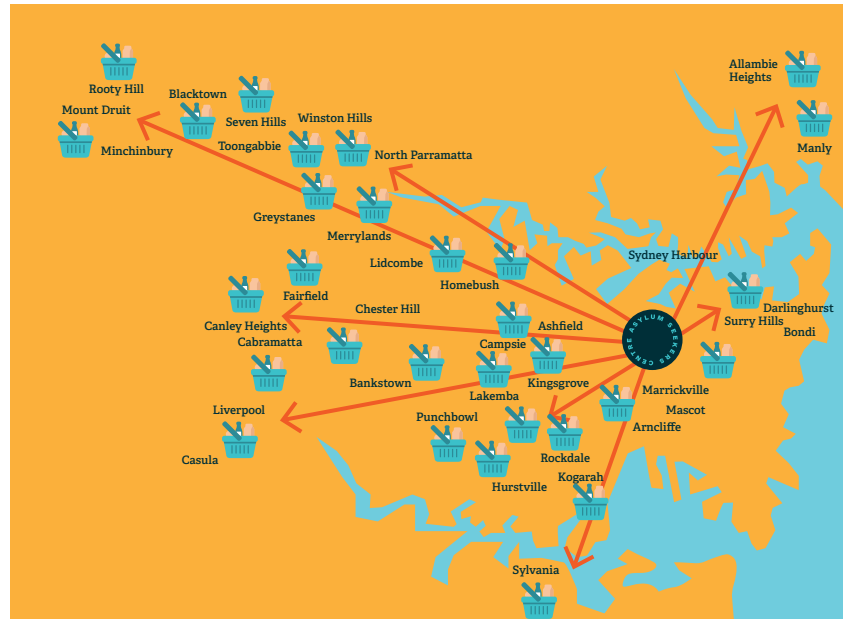 Allambie
Heights
Rooty Hill
Blacktown
Mount Druit
Seven Hills
Winston Hills
Minchinbury
Toongabbie
North Parramatta
Manly
Greystanes
Merrylands
Sydney Harbour
Lidcombe
Homebush
Fairfield
Chester Hill
Darlinghurst
Surry Hills
Bondi
Canley Heights
Cabramatta
Ashfield
Campsie
ASYLUM SEEKERS CENTRE
Bankstown
Kingsgrove
Lakemba
Marrickville
Mascot
Liverpool
Punchbowl
Arncliffe
Casula
Rockdale
Hurstville
Kogarah
Sylvania